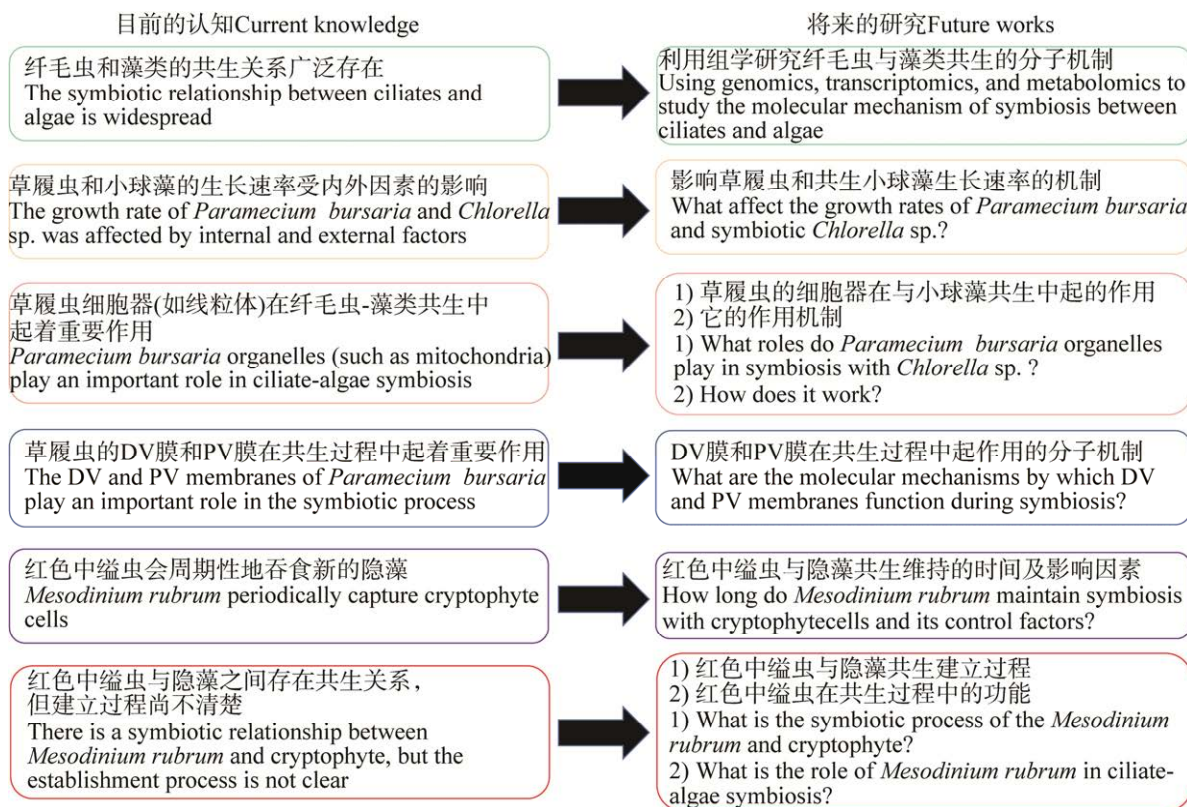 目前的认知Current knowledge
将来的研究Future works
纤毛虫和藻类的共生关系广泛存在
The symbiotic relationship between ciliates and
algae is widespread
利用组学研究纤毛虫与藻类共生的分子机制
Using genomics, transcriptomics, and metabolomics to
study the molecular mechanism of symbiosis between
ciliates and algae
草履虫和小球藻的生长速率受内外因素的影响
The growth rate of Paramecium bursaria and Chlorella
sp. was affected by internal and external factors
影响草履虫和共生小球藻生长速率的机制
What affect the growth rates of Paramecium bursaria
and symbiotic Chlorella sp.?
草履虫细胞器(如线粒体)在纤毛虫-藻类共生中
起着重要作用
Paramecium bursaria organelles (such as mitochondria)
play an important role in ciliate-algae symbiosis
1) 草履虫的细胞器在与小球藻共生中起的作用
2) 它的作用机制
1) What roles do Paramecium bursaria organelles
play in symbiosis with Chlorella sp. ?
2) How does it work?
草履虫的DV膜和PV膜在共生过程中起着重要作用
The DV and PV membranes of Paramecium bursaria
play an important role in the symbiotic process
DV膜和PV膜在共生过程中起作用的分子机制
What are the molecular mechanisms by which DV
and PV membranes function during symbiosis?
红色中缢虫会周期性地吞食新的隐藻
Mesodinium rubrum periodically capture cryptophyte
cells
红色中缢虫与隐藻共生维持的时间及影响因素
How long do Mesodinium rubrum maintain symbiosis
with cryptophytecells and its control factors?
红色中缢虫与隐藻之间存在共生关系，
但建立过程尚不清楚
There is a symbiotic relationship between
Mesodinium rubrum and cryptophyte, but the
establishment process is not clear
1) 红色中缢虫与隐藻共生建立过程
2) 红色中缢虫在共生过程中的功能
1) What is the symbiotic process of the Mesodinium
rubrum and cryptophyte?
2) What is the role of Mesodinium rubrum in ciliate-
algae symbiosis?